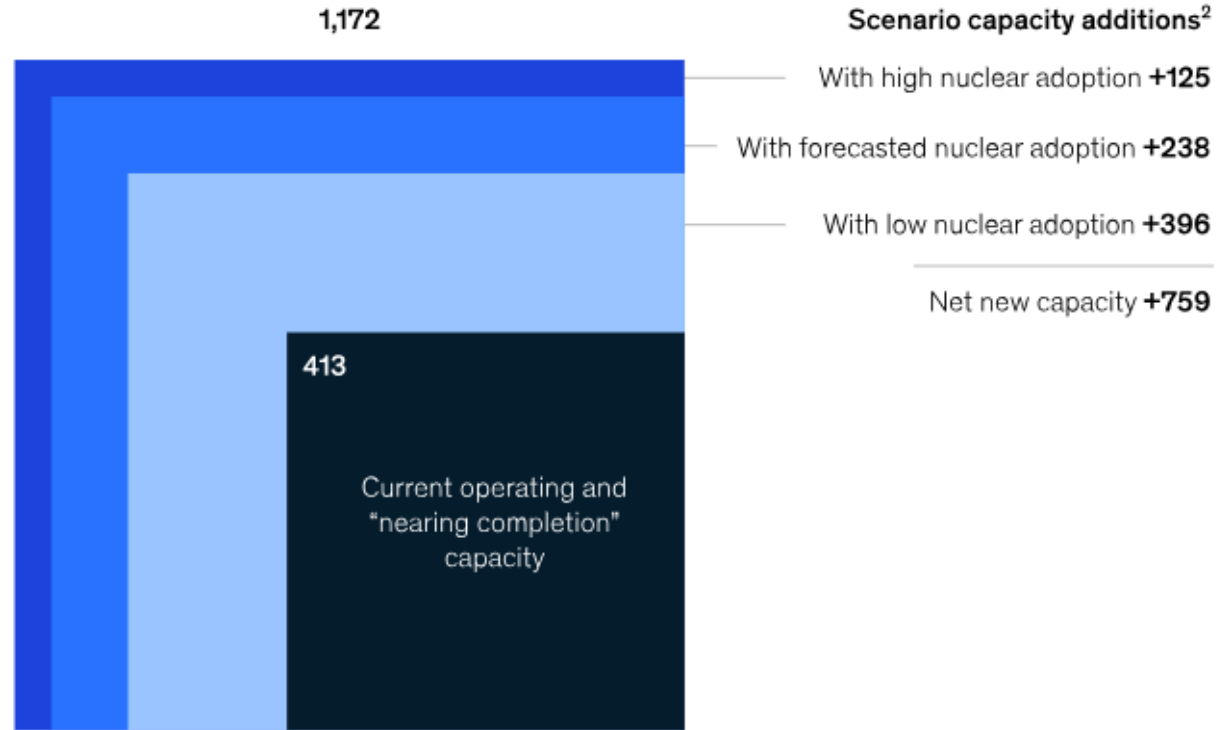 1,172
Scenario capacity additions²
With high nuclear adoption +125
With forecasted nuclear adoption +238
With low nuclear adoption +396
Net new capacity +759
413
Current operating and
“nearing completion”
capacity